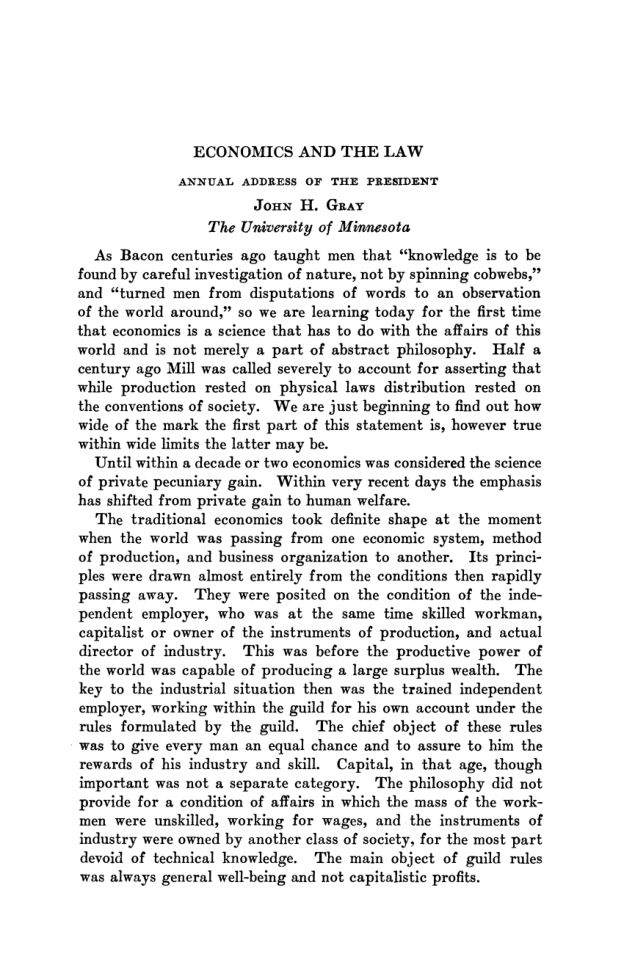 ECONOMICS AND THE LAW
ANNUAL ADDRESS OF THE PRESIDENT
JOHN H. GRAY
The University of Minnesota
As Bacon centuries ago taught men that “knowledge is to be
found by careful investigation of nature, not by spinning cobwebs,”
and “turned men from disputations of words to an observation
of the world around,” so we are learning today for the first time
that economics is a science that has to do with the affairs of this
world and is not merely a part of abstract philosophy. Half a
century ago Mill was called severely to account for asserting that
while production rested on physical laws distribution rested on
the conventions of society. We are just beginning to find out how
wide of the mark the first part of this statement is, however true
within wide limits the latter may be.
Until within a decade or two economics was considered the science
of private pecuniary gain. Within very recent days the emphasis
has shifted from private gain to human welfare.
The traditional economics took definite shape at the moment
when the world was passing from one economic system, method
of production, and business organization to another. Its princi-
ples were drawn almost entirely from the conditions then rapidly
passing away. They were posited on the condition of the inde-
pendent employer, who was at the same time skilled workman,
capitalist or owner of the instruments of production, and actual
director of industry. This was before the productive power of
the world was capable of producing a large surplus wealth. The
key to the industrial situation then was the trained independent
employer, working within the guild for his own account under the
rules formulated by the guild. The chief object of these rules
was to give every man an equal chance and to assure to him the
rewards of his industry and skill. Capital, in that age, though
important was not a separate category. The philosophy did not
provide for a condition of affairs in which the mass of the work-
men were unskilled, working for wages, and the instruments of
industry were owned by another class of society, for the most part
devoid of technical knowledge. The main object of guild rules
was always general well-being and not capitalistic profits.